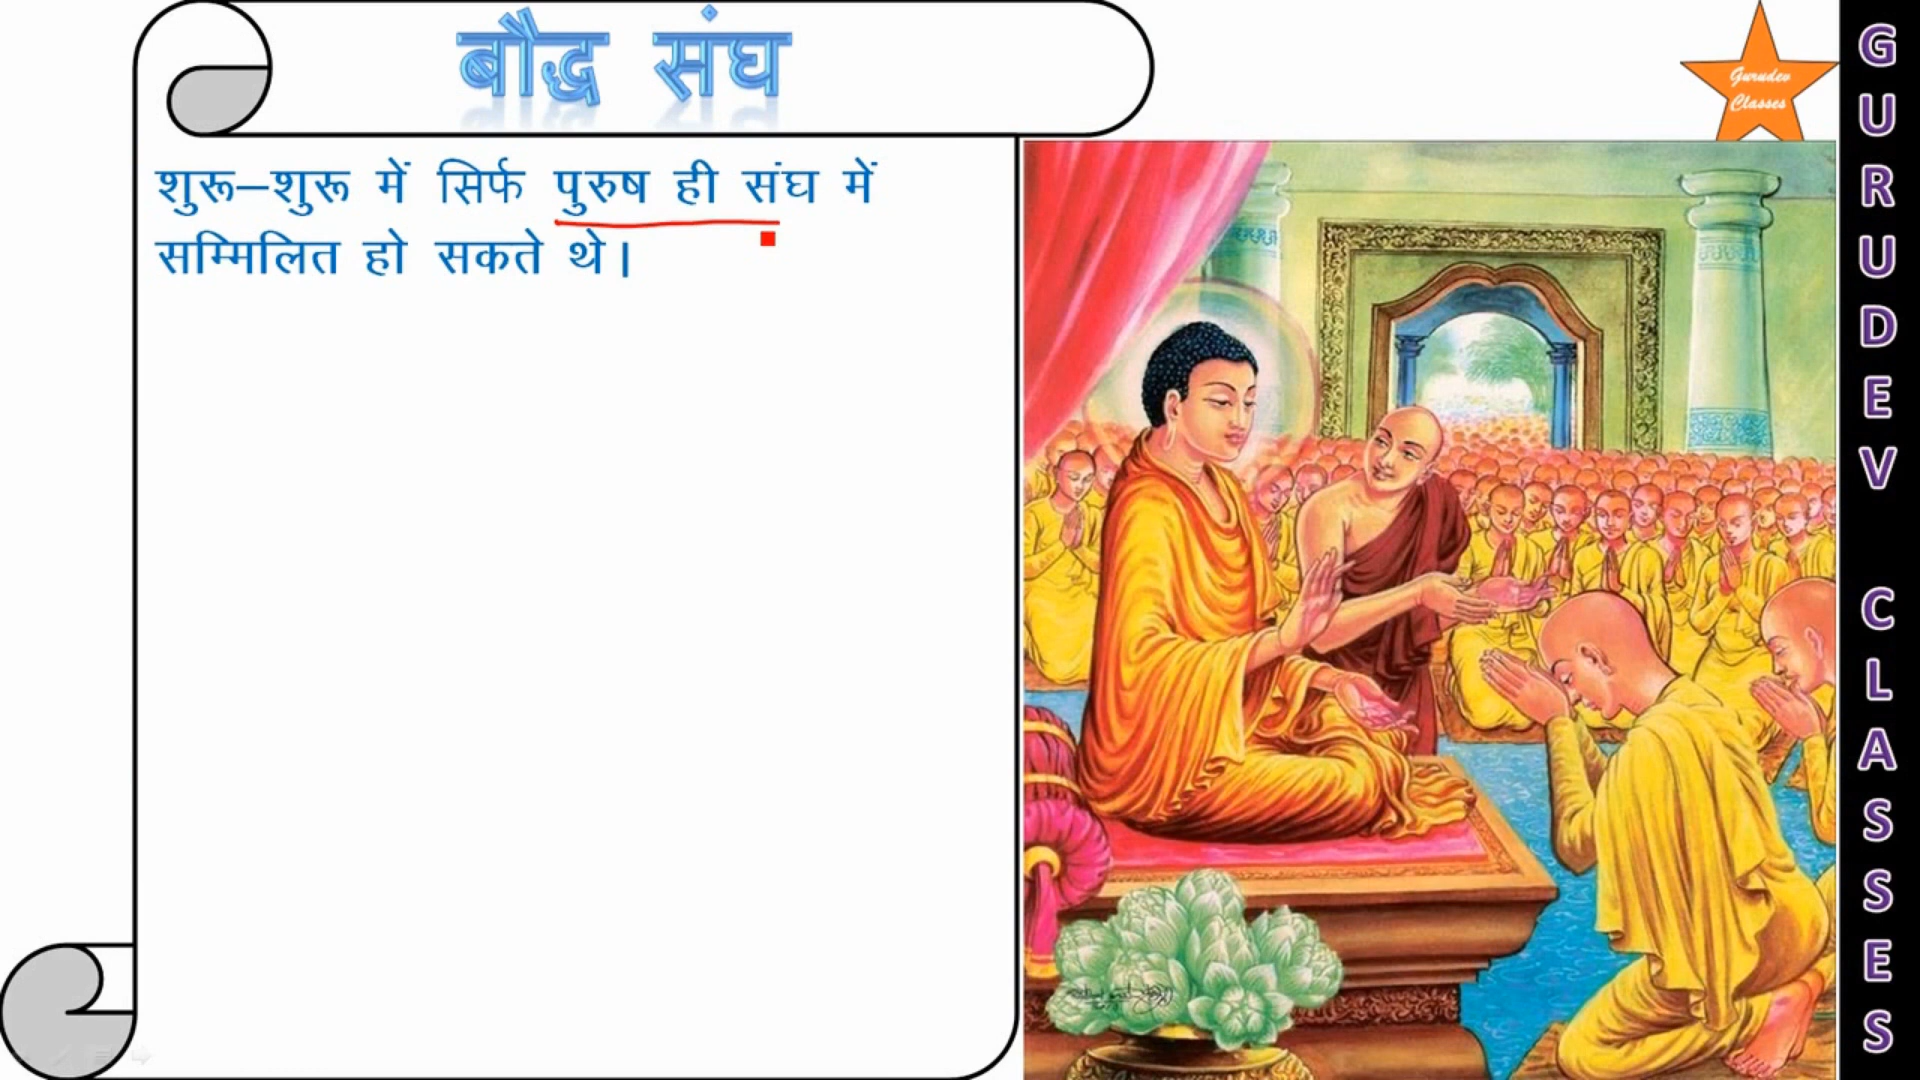 बौद्ध संघ
Gurudev
Classes
शुरू–शुरू में सिर्फ पुरुष ही संघ में
सम्मिलित हो सकते थे।
GURUDEV CLASSES